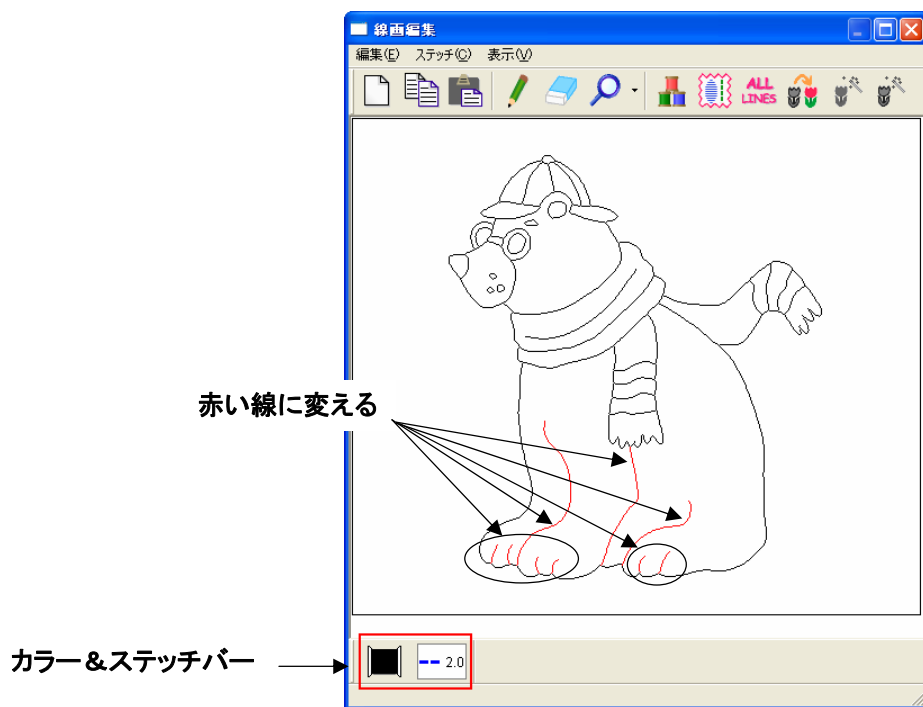 線画編集
編集(E) ステッチ(C) 表示(V)
ALL
LINES
赤い線に変える
カラー&ステッチバー
2.0